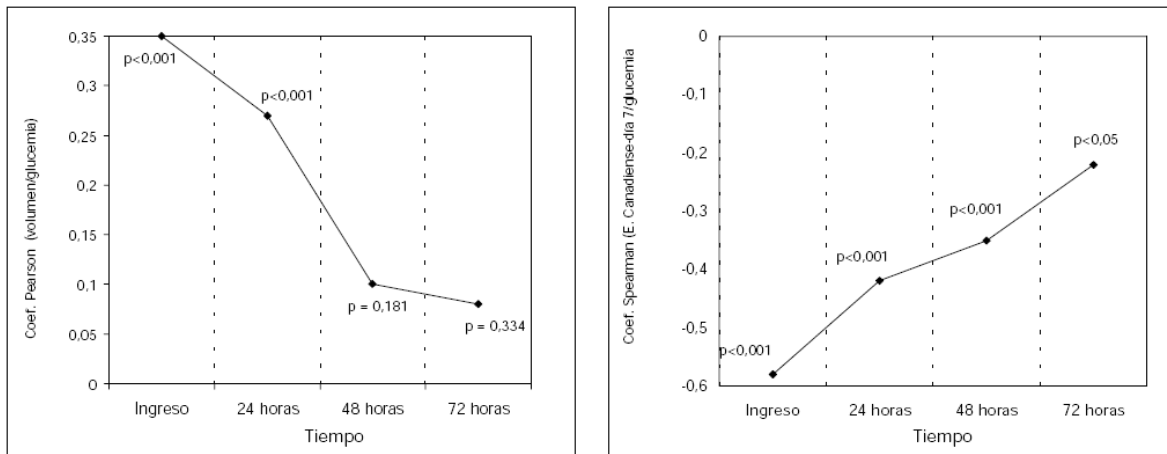 Coef. Pearson (volumen/glucemia)
0,35
0,3
0,25
0,2
0,15
0,1
0,05
0
p<0,001
p<0,001
p = 0,181
p = 0,334
Ingreso
24 horas
48 horas
72 horas
Tiempo
Coef. Spearman (E. Canadiense-día 7/glucemia
0
-0,1
-0,2
-0,3
-0,4
-0,5
-0,6
p<0,001
p<0,001
p<0,001
p<0,05
Ingreso
24 horas
48 horas
72 horas
Tiempo